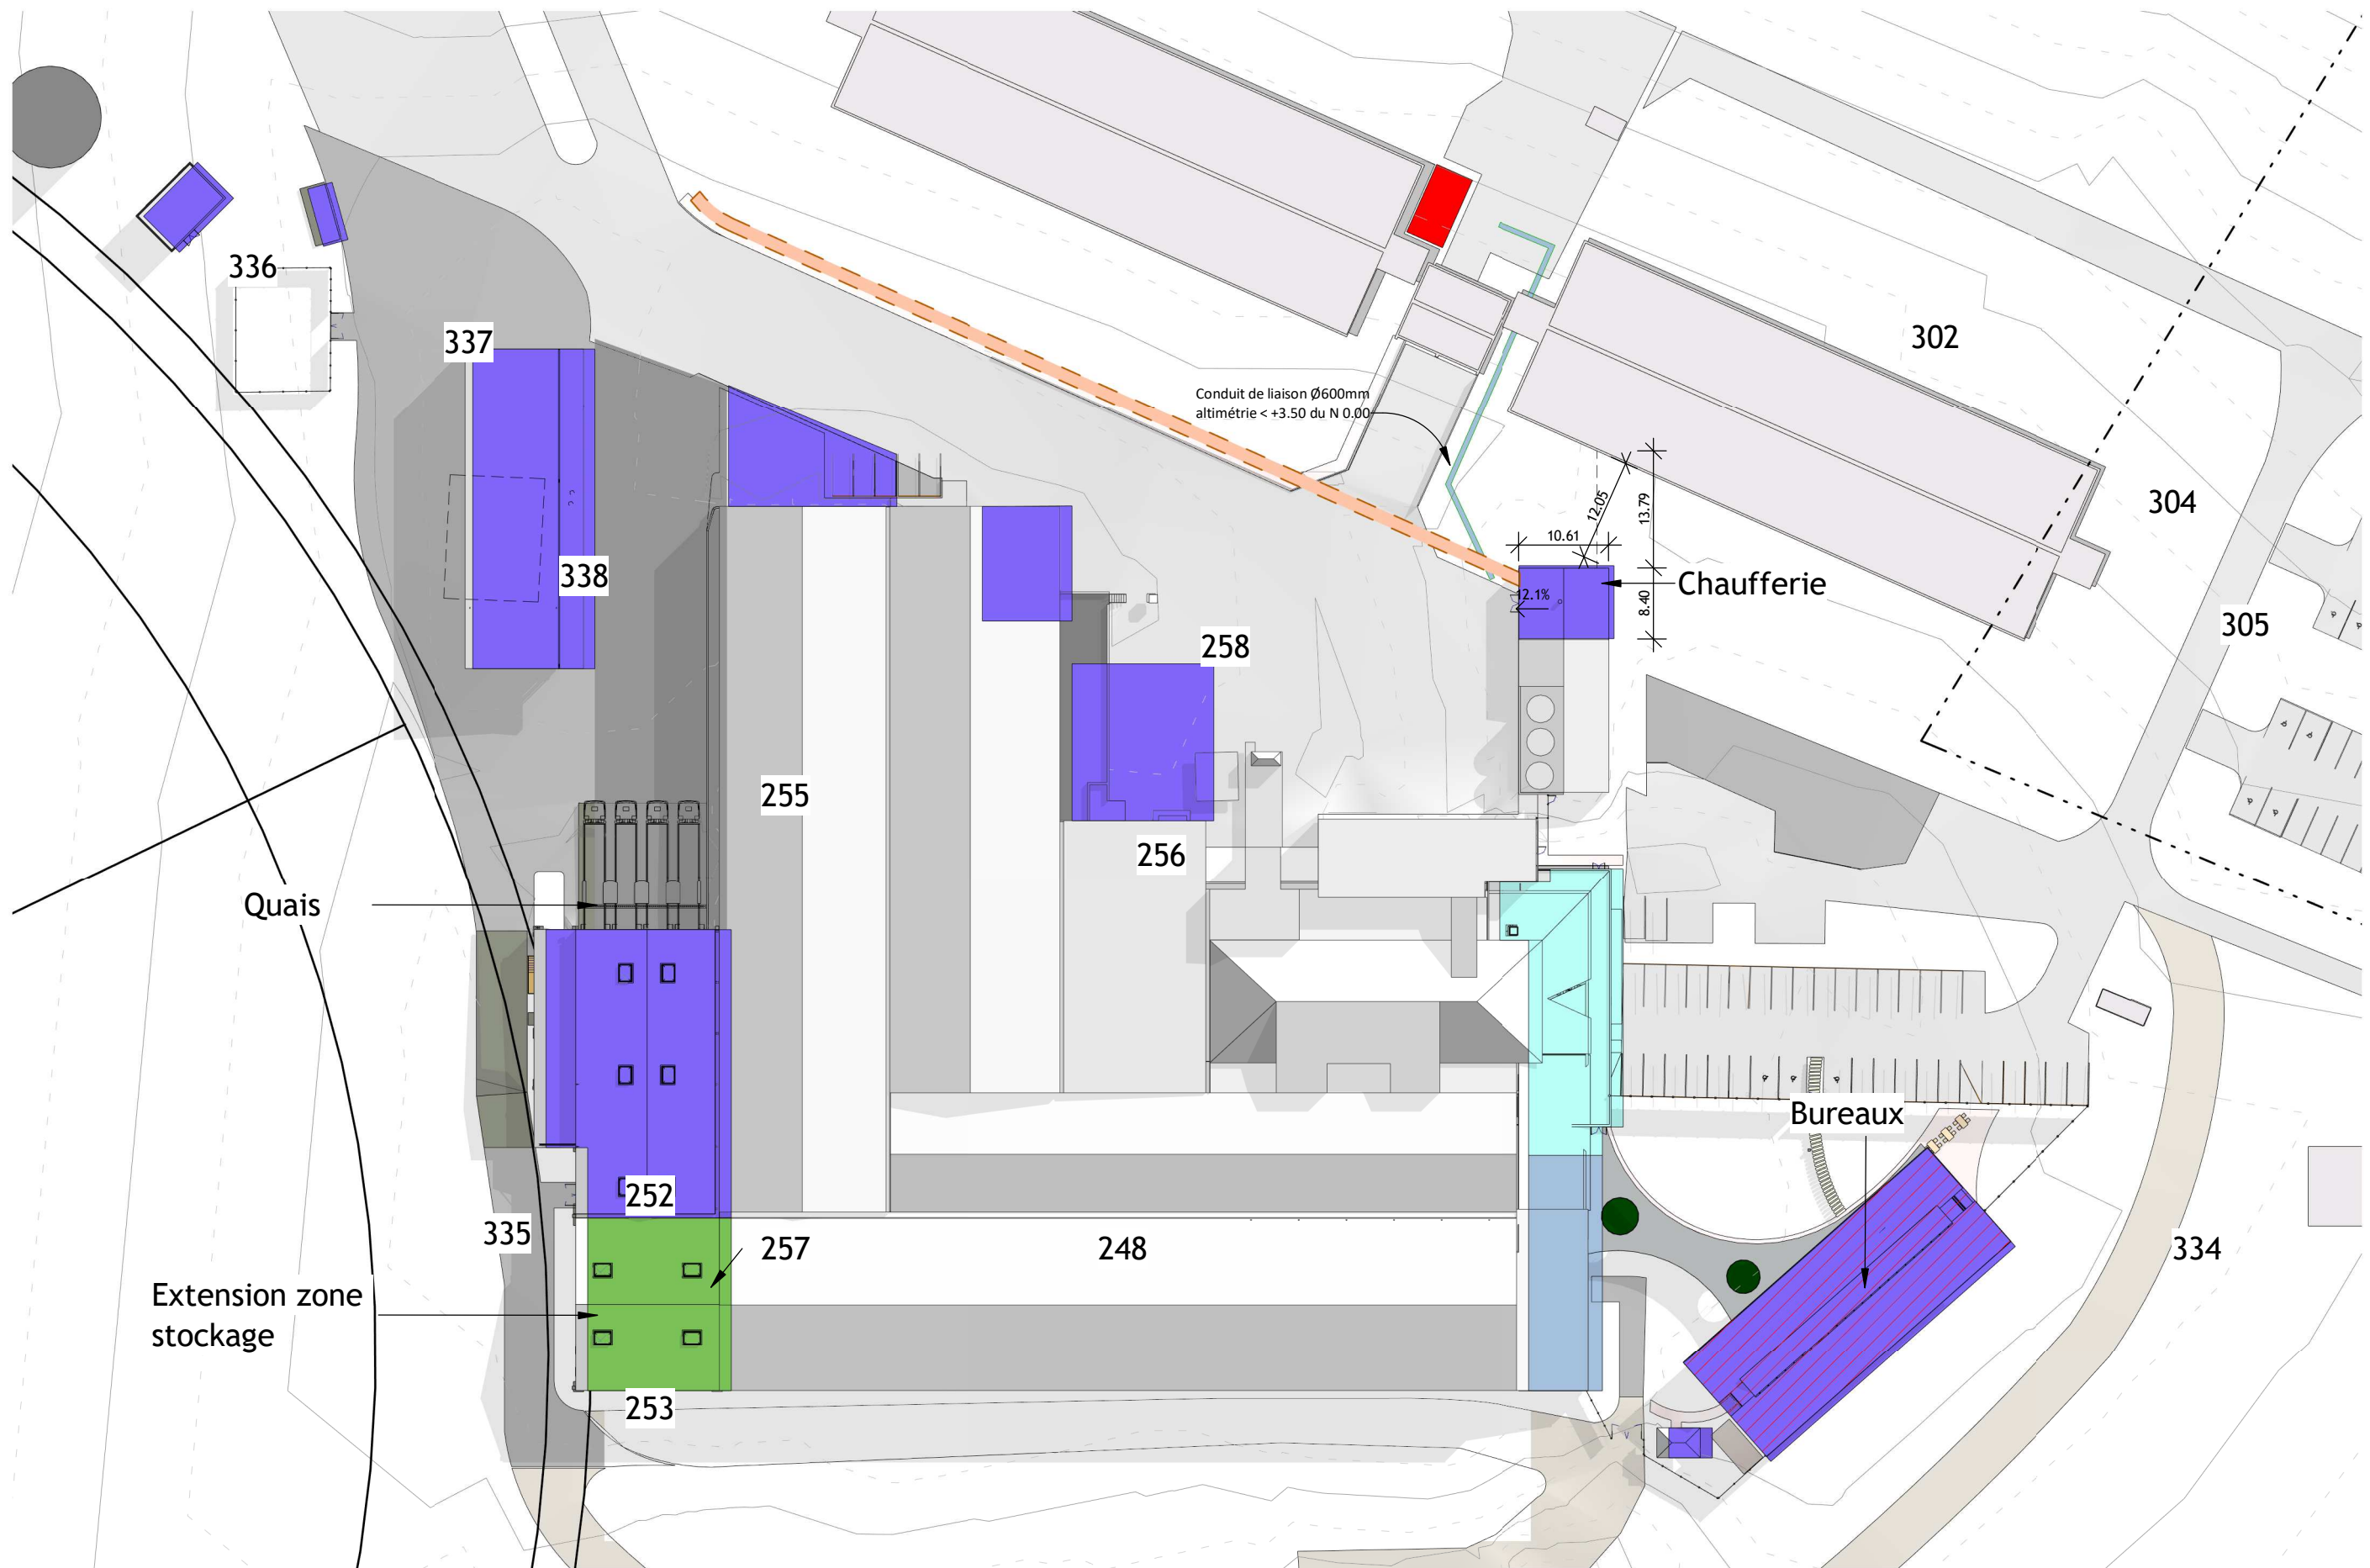 336
302
337
Conduit de liaison Ø600mm
altimétrie < +3.50 du N 0.00
12.05
13.79
304
10.61
338
Chaufferie
12.1%
8.40
305
258
255
256
Quais
Bureaux
252
335
257
248
334
Extension zone
stockage
253